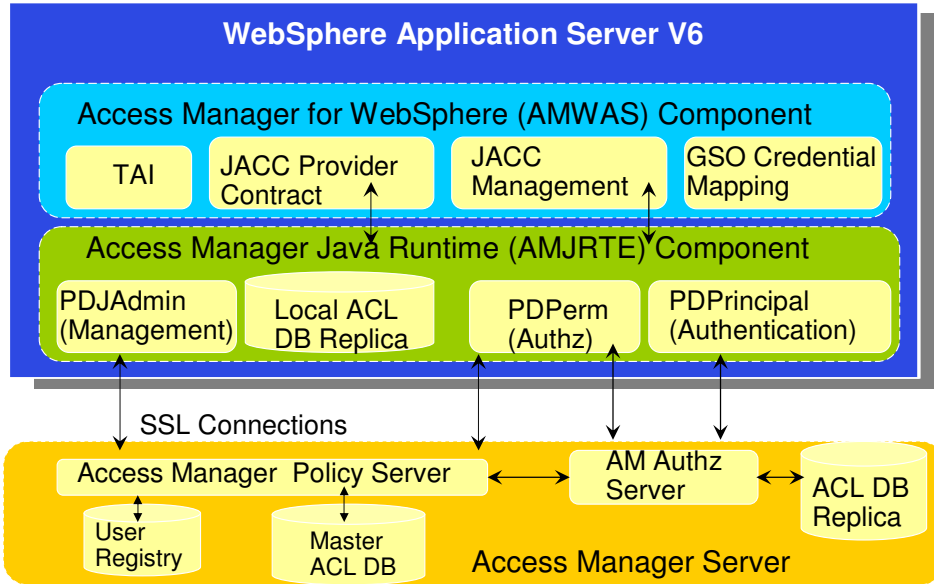 WebSphere Application Server V6
Access Manager for WebSphere (AMWAS) Component
TAI
JACC Provider
Contract
JACC
Management
GSO Credential
Mapping
Access Manager Java Runtime (AMJRTE) Component
PDJAdmin
(Management)
Local ACL
DB Replica
PDPerm
(Authz)
PDPrincipal
(Authentication)
SSL Connections
Access Manager Policy Server
AM Authz
Server
ACL DB
Replica
User
Registry
Master
ACL DB
Access Manager Server